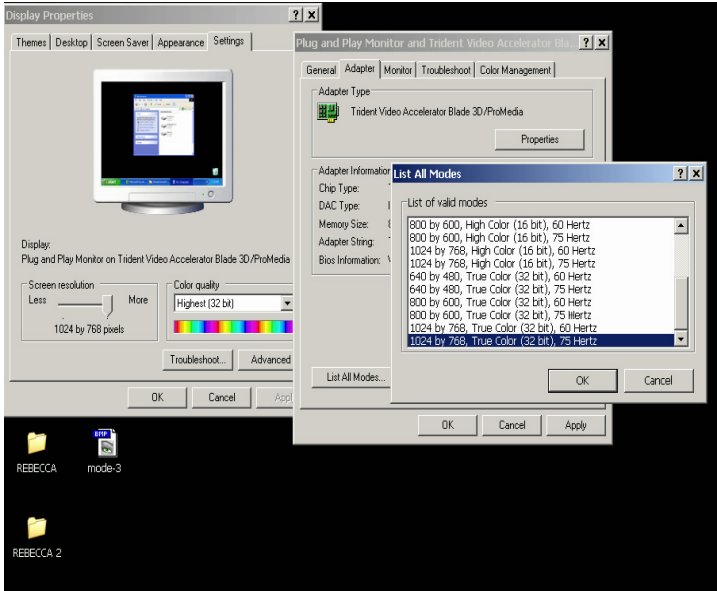 Display Properties
Themes Desktop Screen Saver Appearance Settings
Display:
Plug and Play Monitor on Trident Video Accelerator Blade 3D/ProMedia
Screen resolution
Less More
1024 by 768 pixels
Color quality
Highest (32 bit)
Troubleshoot... Advanced
OK Cancel Appl
Plug and Play Monitor and Trident Video Accelerator Bla...
General Adapter Monitor Troubleshoot Color Management
Adapter Type
Trident Video Accelerator Blade 3D/ProMedia
Properties
Adapter Information
Chip Type:
DAC Type:
Memory Size:
Adapter String:
Bios Information:
List All Modes...
OK Cancel Apply
List All Modes
List of valid modes
800 by 600, High Color (16 bit), 60 Hertz
800 by 600, High Color (16 bit), 75 Hertz
1024 by 768, High Color (16 bit), 60 Hertz
1024 by 768, High Color (16 bit), 75 Hertz
640 by 480, True Color (32 bit), 60 Hertz
640 by 480, True Color (32 bit), 75 Hertz
800 by 600, True Color (32 bit), 60 Hertz
800 by 600, True Color (32 bit), 75 Hertz
1024 by 768, True Color (32 bit), 60 Hertz
1024 by 768, True Color (32 bit), 75 Hertz
OK Cancel
BMP
REBECCA mode-3
REBECCA 2